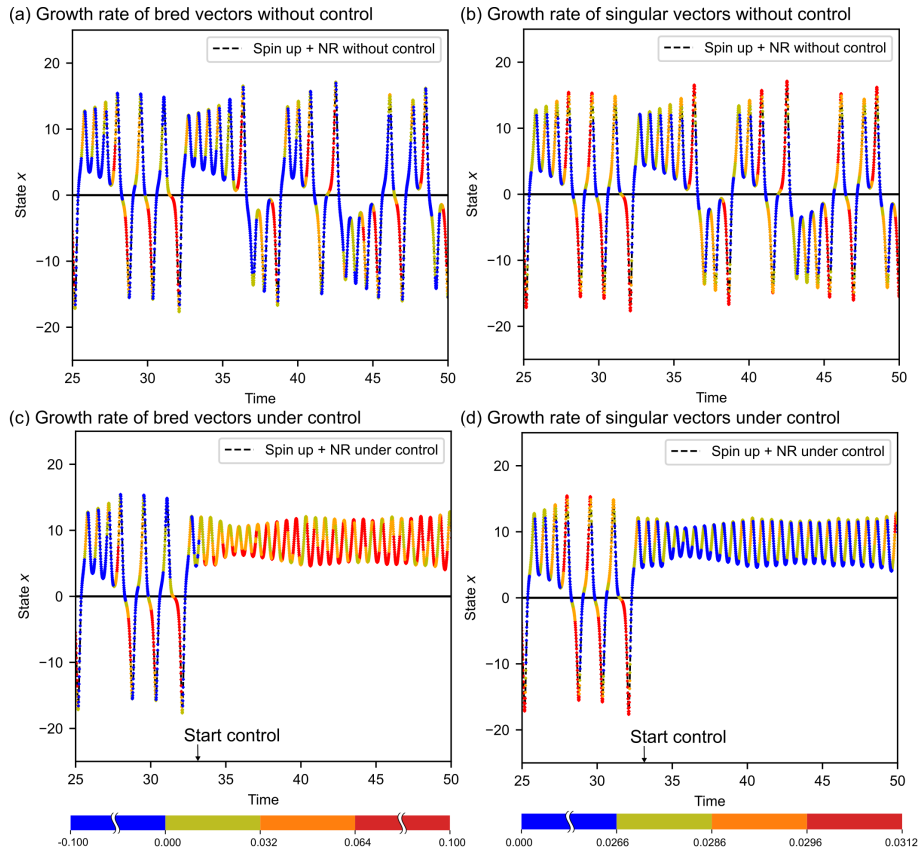 (a) Growth rate of bred vectors without control
Spin up + NR without control
20
10
0
−10
−20
State x
25 30 35 40 45 50
Time
(b) Growth rate of singular vectors without control
Spin up + NR without control
20
10
0
−10
−20
State x
25 30 35 40 45 50
Time
(c) Growth rate of bred vectors under control
Spin up + NR under control
20
10
0
−10
−20
State x
Start control
25 30 35 40 45 50
Time
-0.100 0.000 0.032 0.064 0.100
(d) Growth rate of singular vectors under control
Spin up + NR under control
20
10
0
−10
−20
State x
Start control
25 30 35 40 45 50
Time
0.000 0.0266 0.0286 0.0296 0.0312